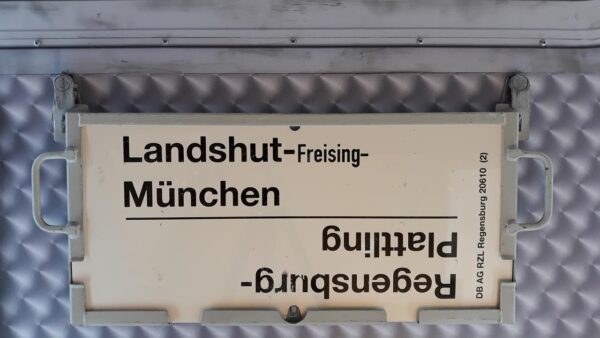 Landshut-Freising-
München
Regensburg-
Plattling
DB AG RZL Regensburg 20610 (2)